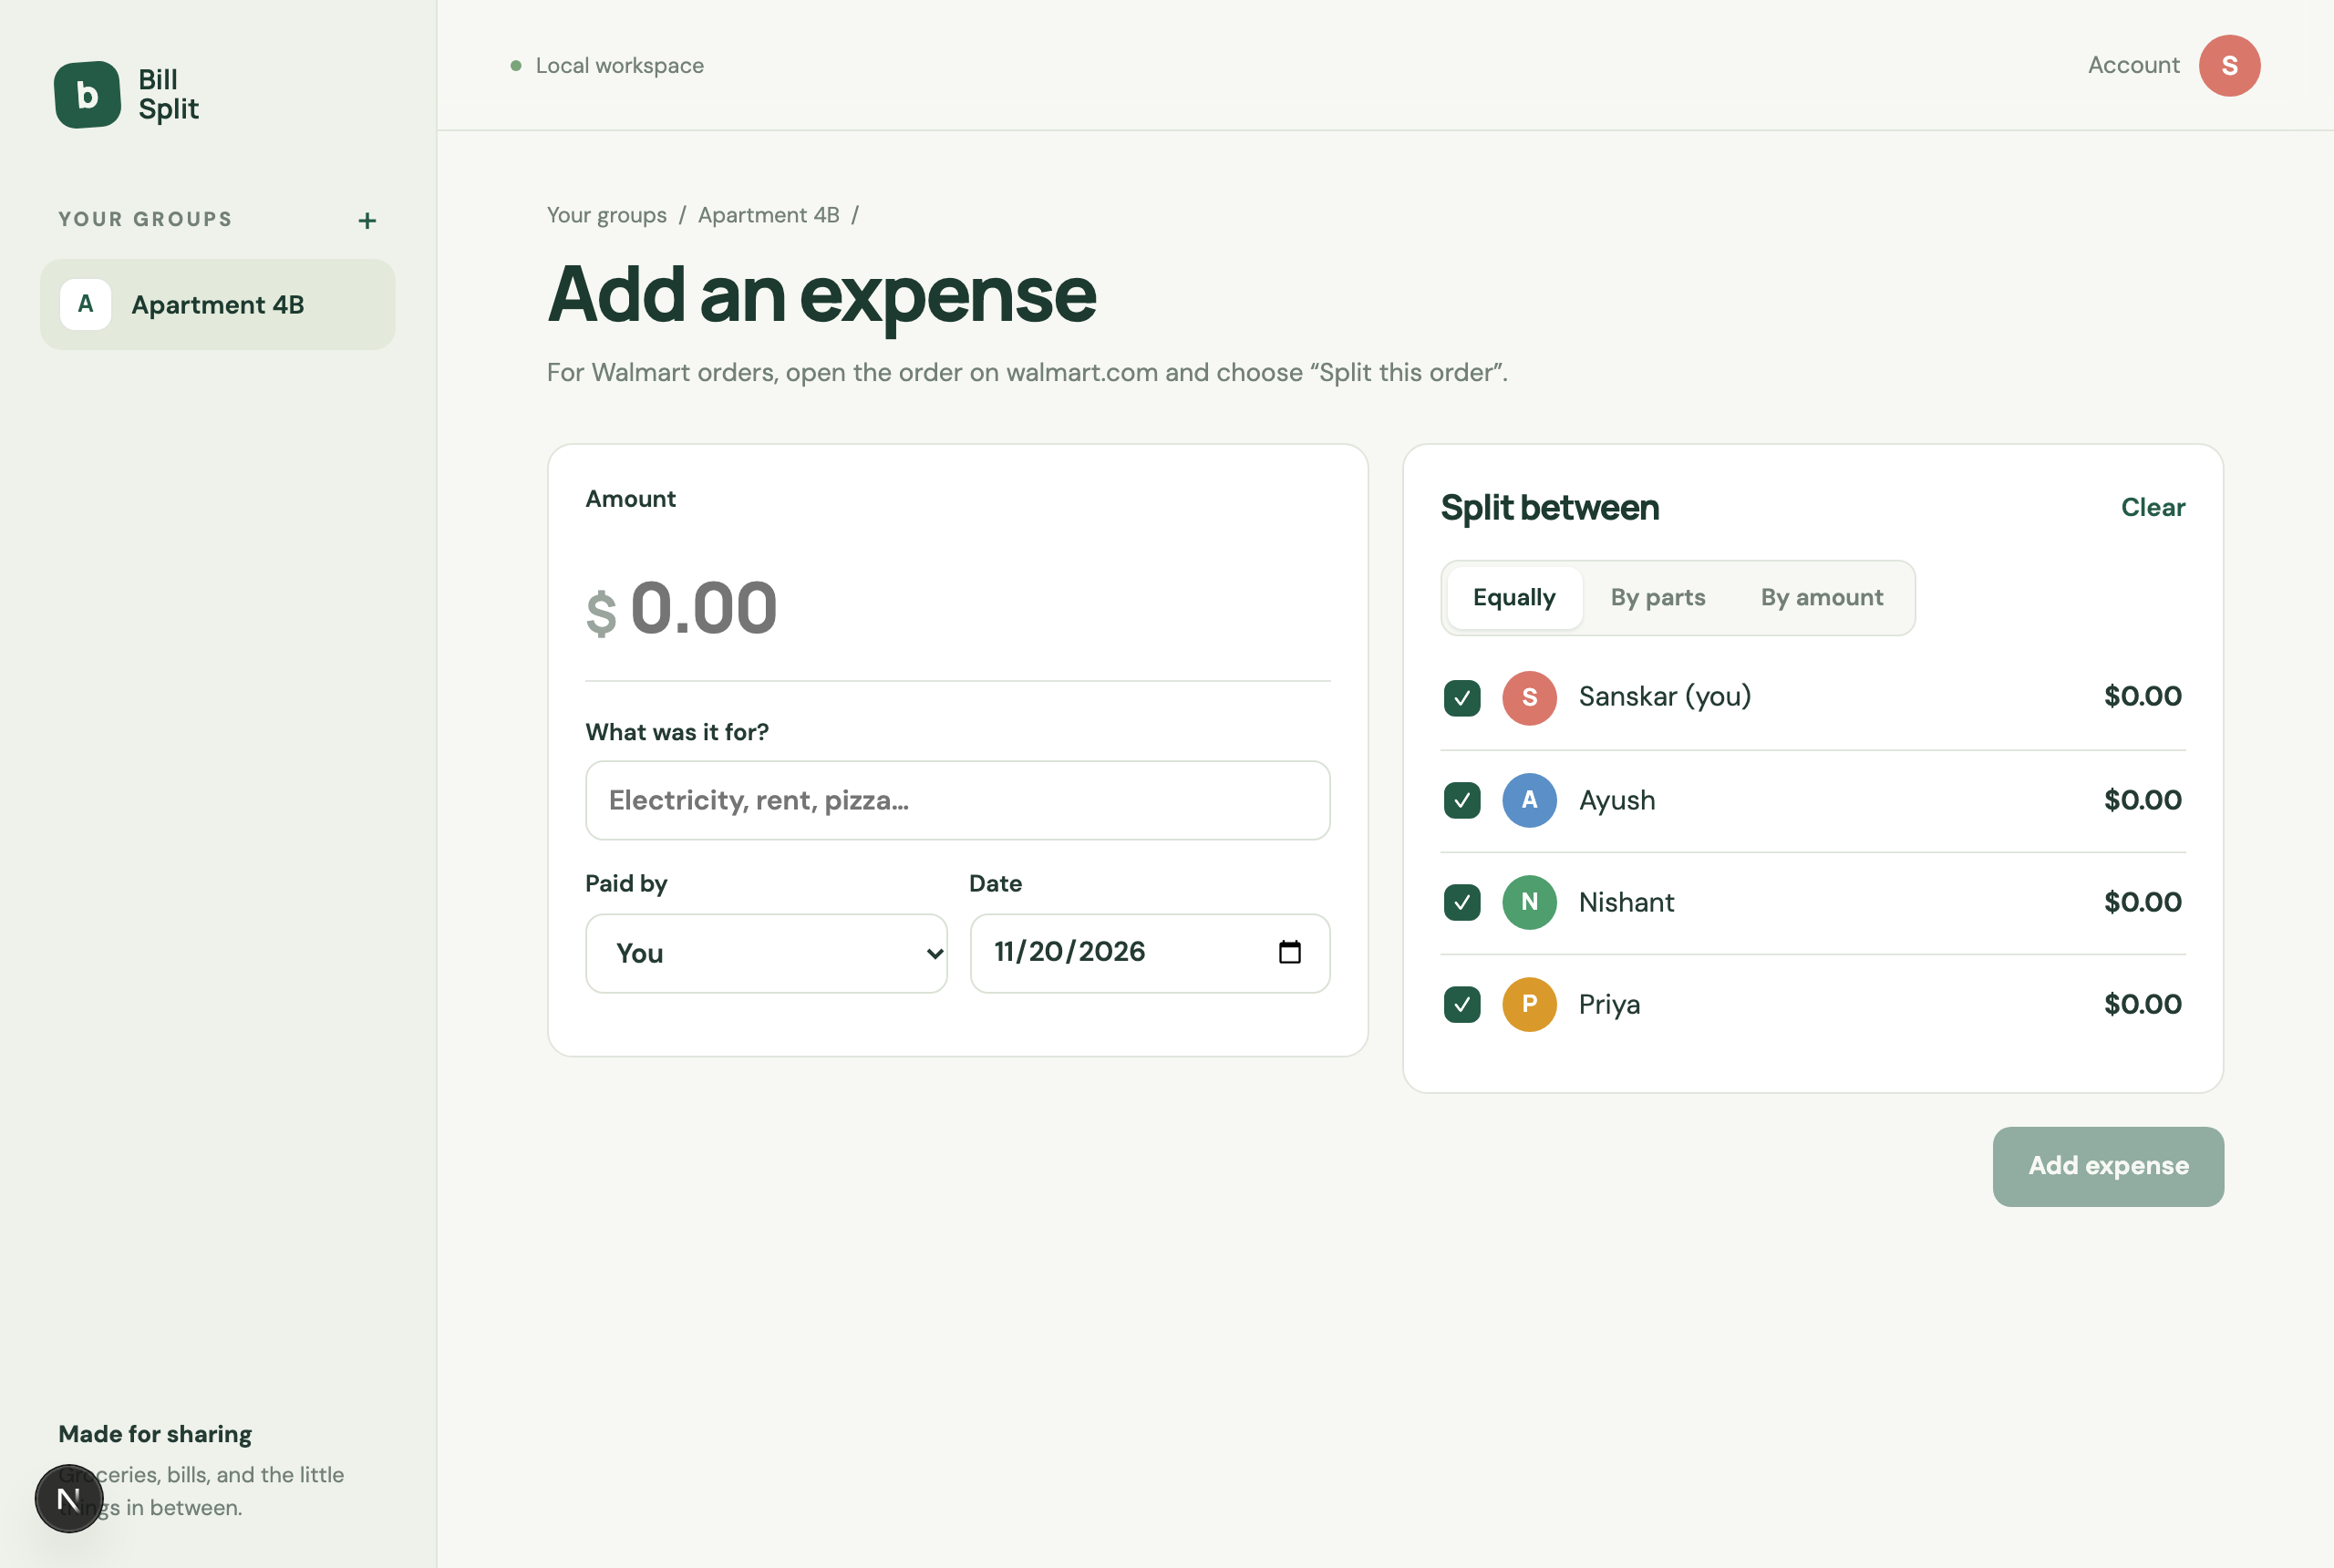 b
Bill
Split
YOUR GROUPS +
A Apartment 4B
Made for sharing
Groceries, bills, and the little
in between.
N
Local workspace
Account S
Your groups / Apartment 4B /
Add an expense
For Walmart orders, open the order on walmart.com and choose “Split this order”.
Amount
$ 0.00
What was it for?
Electricity, rent, pizza...
Paid by Date
You 11/20/2026
Split between Clear
Equally By parts By amount
S Sanskar (you) $0.00
A Ayush $0.00
N Nishant $0.00
P Priya $0.00
Add expense